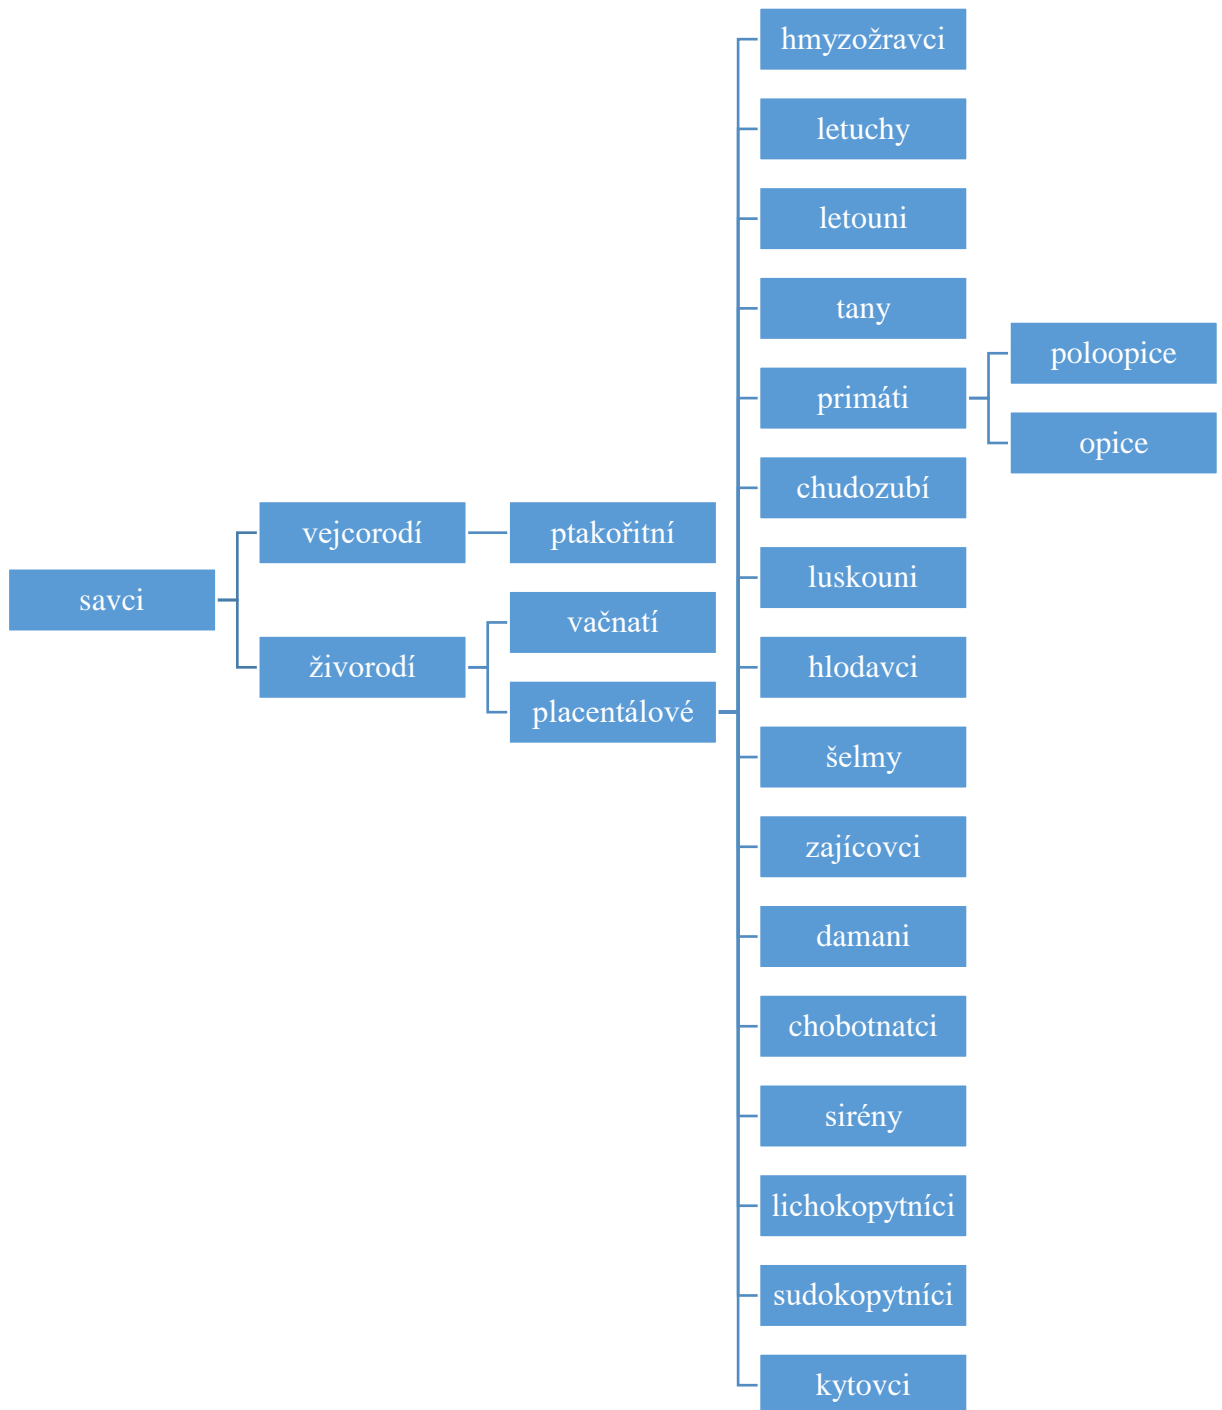 hmyzožravci
letuchy
letouni
tany
poloopice
primáti
opice
chudozubí
vejcorodí
ptakořitní
luskouni
savci
vačnatí
živorodí
hlodavci
placentálové
šelmy
zajícovci
damani
chobotnatci
sirény
lichokopytníci
sudokopytníci
kytovci